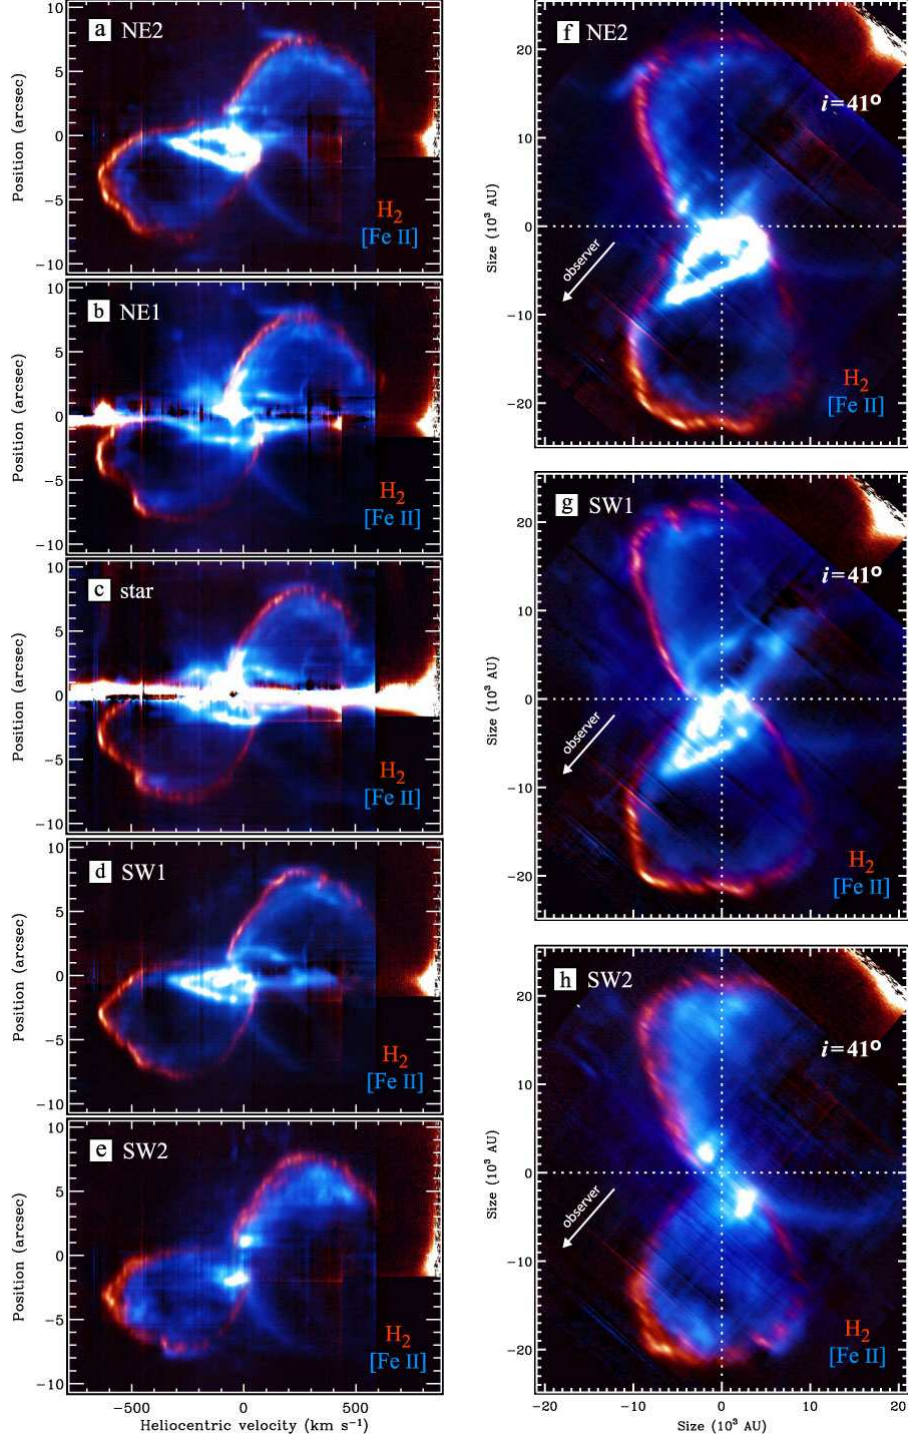 a NE2
10
5
0
−5
−10
Position (arcsec)
H2
[Fe II]
b NE1
10
5
0
−5
−10
Position (arcsec)
H2
[Fe II]
c star
10
5
0
−5
−10
Position (arcsec)
H2
[Fe II]
d SW1
10
5
0
−5
−10
Position (arcsec)
H2
[Fe II]
e SW2
10
5
0
−5
−10
Position (arcsec)
H2
[Fe II]
−500 0 500
Heliocentric velocity (km s⁻¹)
f NE2
i=41°
20
10
0
−10
−20
Size (10³ AU)
observer
H2
[Fe II]
g SW1
i=41°
20
10
0
−10
−20
Size (10³ AU)
observer
H2
[Fe II]
h SW2
i=41°
20
10
0
−10
−20
Size (10³ AU)
observer
H2
[Fe II]
−20 −10 0 10 20
Size (10³ AU)